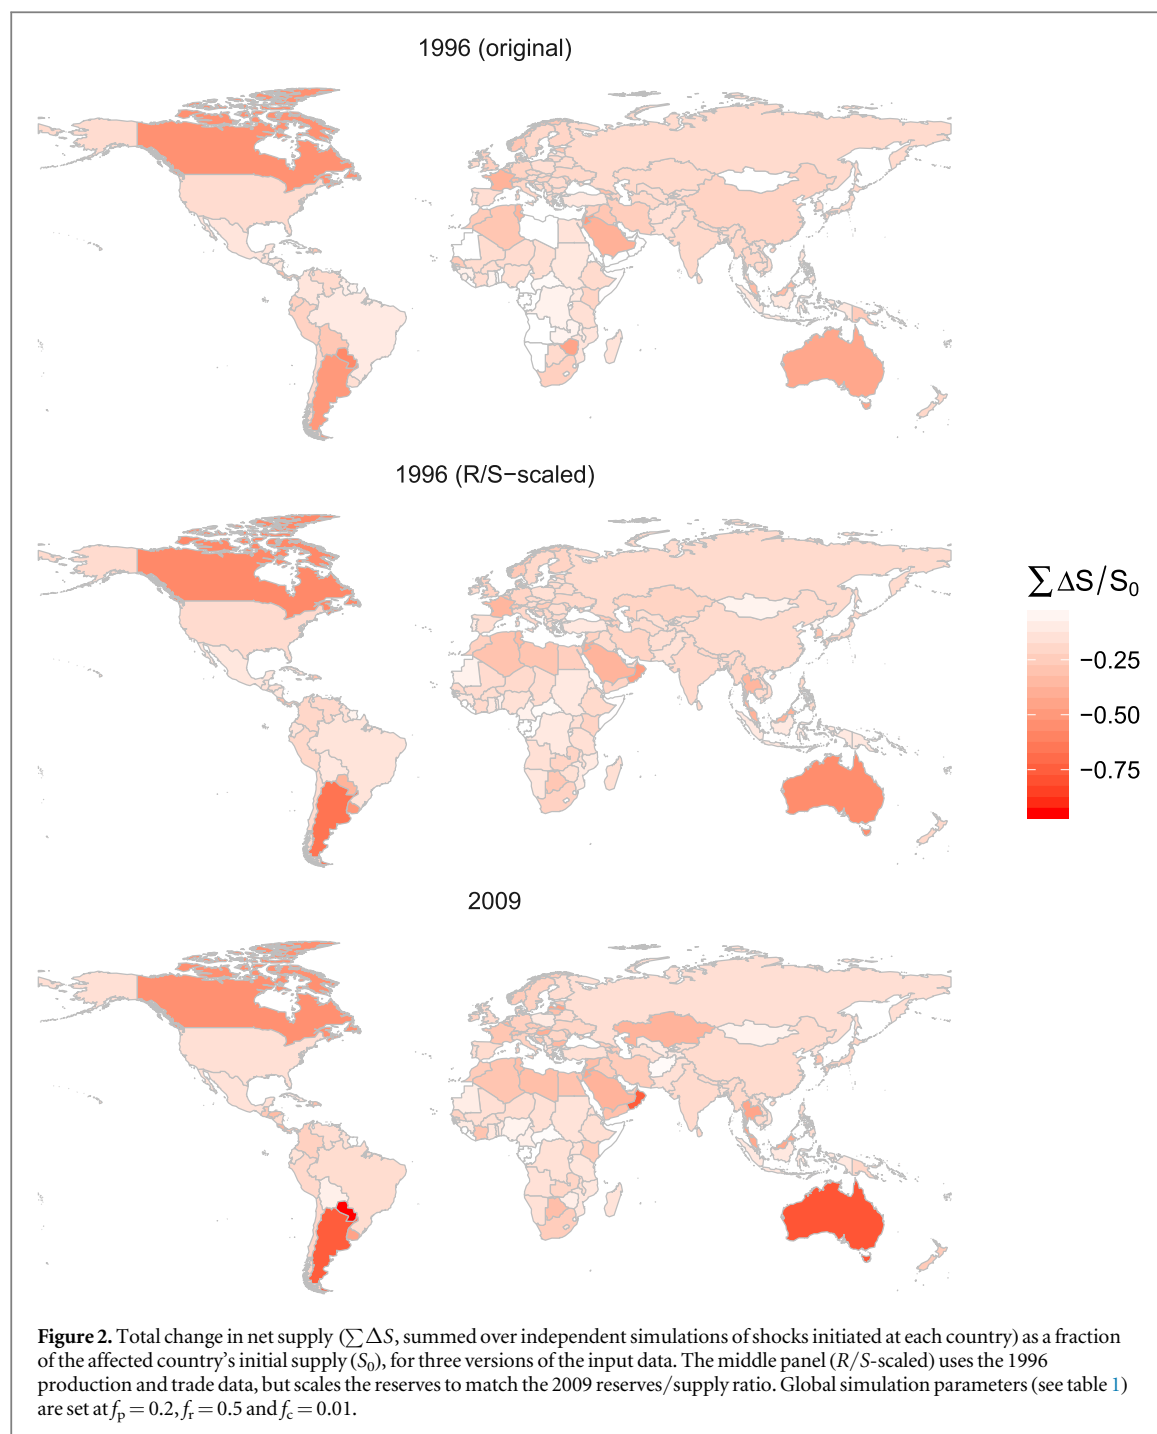 1996 (original)
1996 (R/S−scaled)
∑ ΔS/S₀
−0.25
−0.50
−0.75
2009
Figure 2. Total change in net supply (∑ΔS, summed over independent simulations of shocks initiated at each country) as a fraction
of the affected country's initial supply (S₀), for three versions of the input data. The middle panel (R/S-scaled) uses the 1996
production and trade data, but scales the reserves to match the 2009 reserves/supply ratio. Global simulation parameters (see table 1)
are set at fₚ = 0.2, fᵣ = 0.5 and f_c = 0.01.